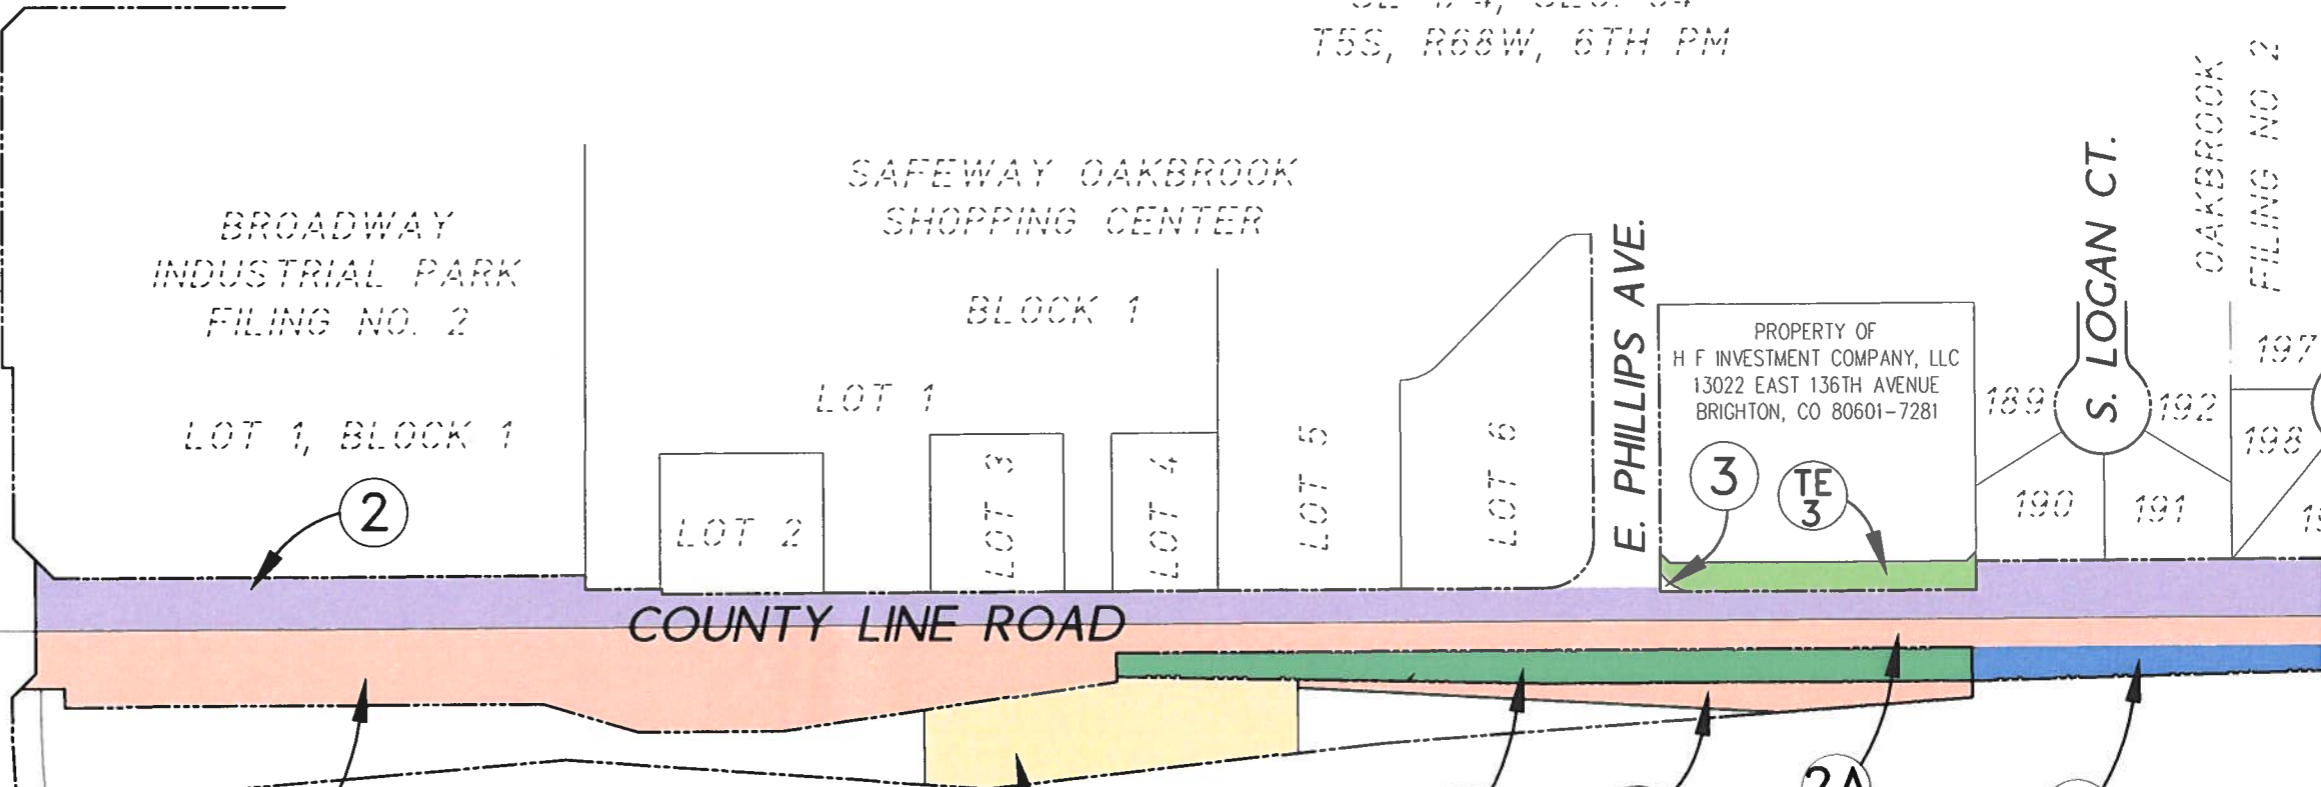 T5S, R68W, 6TH PM
OAKBROOK
FILING NO 2
SAFEWAY OAKBROOK
SHOPPING CENTER
BLOCK 1
BROADWAY
INDUSTRIAL PARK
FILING NO. 2
LOT 1, BLOCK 1
LOT 1
LOT 2
LOT 3
LOT 4
LOT 5
LOT 6
E. PHILLIPS AVE.
PROPERTY OF
H F INVESTMENT COMPANY, LLC
13022 EAST 136TH AVENUE
BRIGHTON, CO 80601-7281
S. LOGAN CT.
189
192
190
191
197
198
2
3
TE
3
COUNTY LINE ROAD
2A